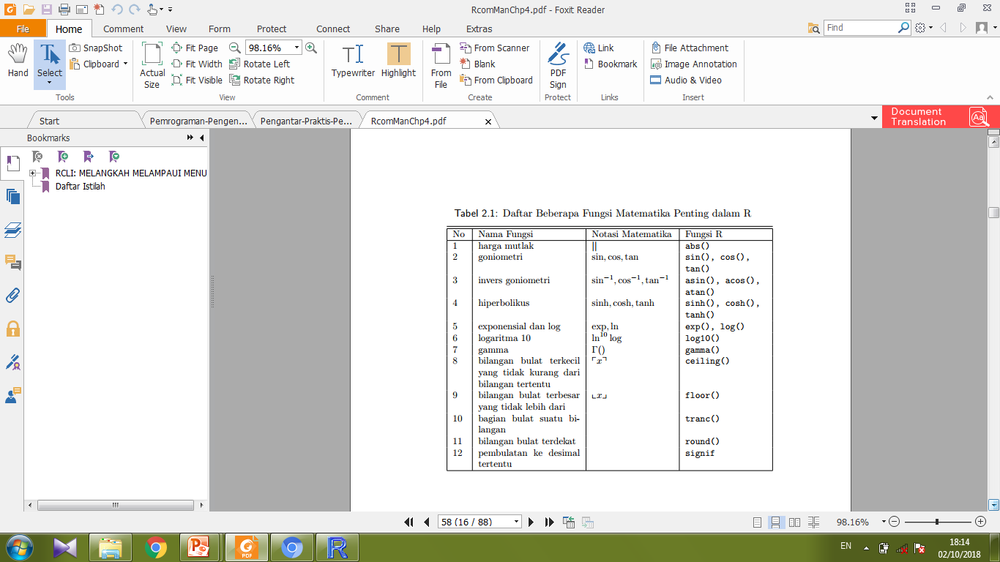 RcomManChp4.pdf - Foxit Reader
File Home Comment View Form Protect Connect Share Help Extras Find
Hand
Select
SnapShot
Clipboard
Tools
Actual
Size
Fit Page
Fit Width
Fit Visible
98.16%
Rotate Left
Rotate Right
View
Typewriter
Highlight
Comment
From
File
From Scanner
Blank
From Clipboard
Create
PDF
Sign
Protect
Link
Bookmark
Links
File Attachment
Image Annotation
Audio & Video
Insert
Start
Pemrograman-Pengen...
Pengantar-Praktis-Pe...
RcomManChp4.pdf
Document
Translation
Aa
Bookmarks
RCLI: MELANGKAH MELAMPAUI MENU
Daftar Istilah
Tabel 2.1: Daftar Beberapa Fungsi Matematika Penting dalam R
No Nama Fungsi Notasi Matematika Fungsi R
1 harga mutlak || abs()
2 goniometri sin, cos, tan sin(), cos(),
tan()
3 invers goniometri sin⁻¹, cos⁻¹, tan⁻¹ asin(), acos(),
atan()
4 hiperbolikus sinh, cosh, tanh sinh(), cosh(),
tanh()
5 exponensial dan log exp, ln exp(), log()
6 logaritma 10 ln¹⁰ log log10()
7 gamma Γ() gamma()
8 bilangan bulat terkecil ⌜x⌝ ceiling()
yang tidak kurang dari
bilangan tertentu
9 bilangan bulat terbesar ⌞x⌟ floor()
yang tidak lebih dari
10 bagian bulat suatu bi- tranc()
langan
11 bilangan bulat terdekat round()
12 pembulatan ke desimal signif
tertentu
58 (16 / 88)
98.16%
PDF
EN
18:14
02/10/2018